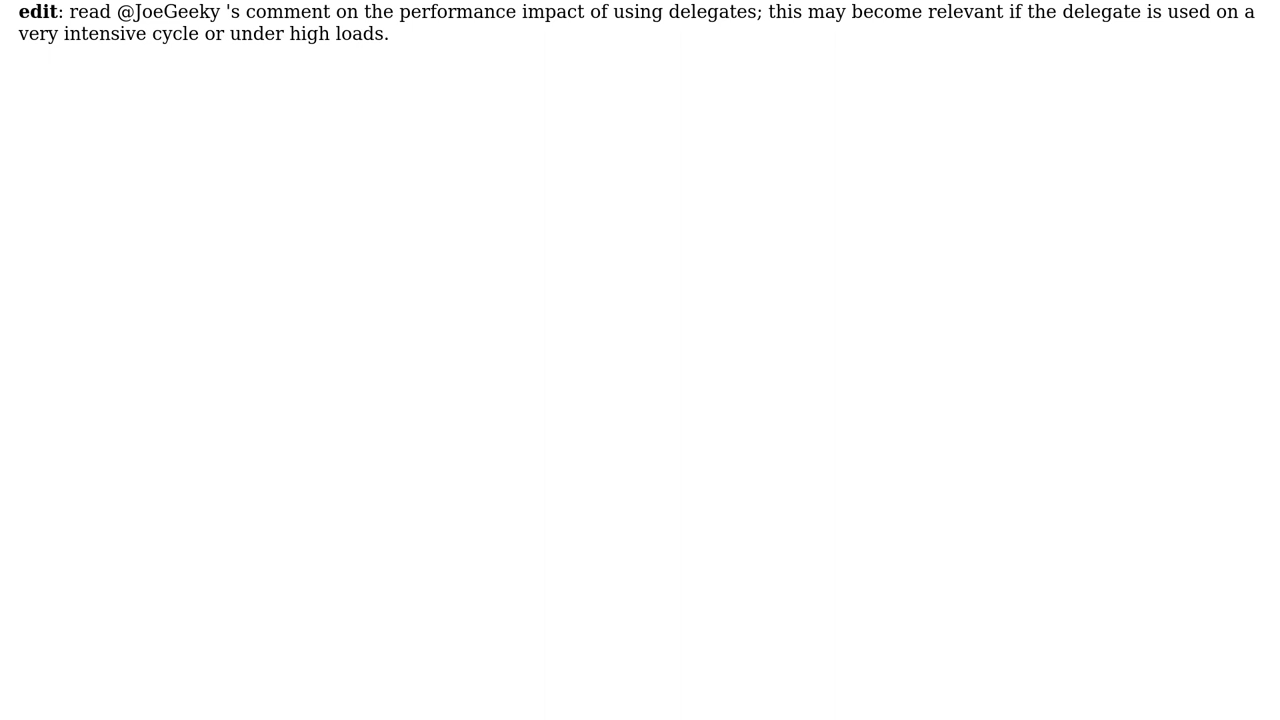 edit: read @JoeGeeky 's comment on the performance impact of using delegates; this may become relevant if the delegate is used on a
very intensive cycle or under high loads.